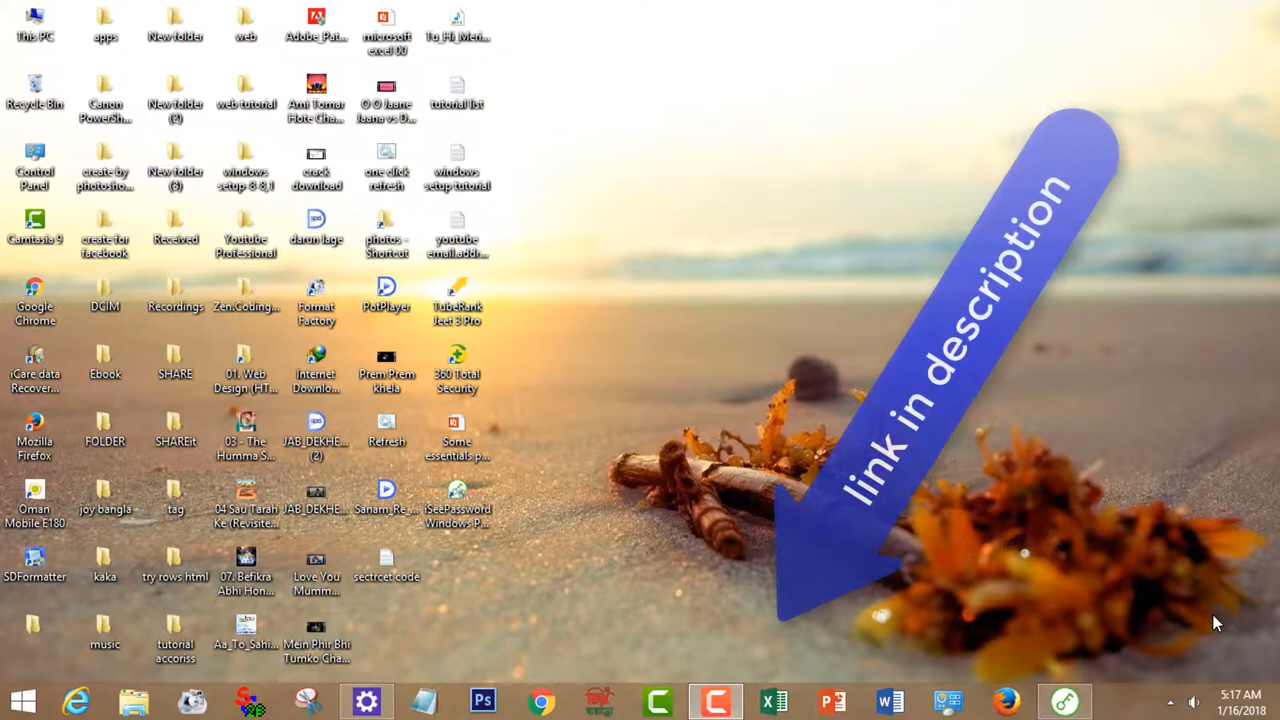 This PC
apps
New folder
web
Adobe_Pat...
microsoft
excel 00
Tu_Hi_Meri...
Recycle Bin
Canon
PowerSh...
New folder
(2)
web tutorial
Ami Tomar
Hote Cha...
O O Jaane
Jaana vs D...
tutorial list
Control
Panel
create by
photosho...
New folder
(3)
windows
setup-8-8,1
crack
download
one click
refresh
windows
setup tutorial
Camtasia 9
create for
facebook
Received
Youtube
Professional
darun lage
photos -
Shortcut
youtube
email.addr...
Google
Chrome
DCIM
Recordings
Zen.Coding...
Format
Factory
PotPlayer
TubeRank
Jeet 3 Pro
iCare data
Recover...
Ebook
SHARE
01. Web
Design (HT...
Internet
Downlo...
Prem Prem
khela
360 Total
Security
Mozilla
Firefox
FOLDER
SHAREit
03 - The
Humma S...
JAB_DEKHE...
(2)
Refresh
Some
essentials p...
Oman
Mobile E180
joy bangla
tag
04 Sau Tarah
Ke (Revisite...
JAB_DEKHE...
Sanam_Re_...
iSeePassword
Windows P...
SDFormatter
kaka
try rows html
07. Befikra
Abhi Hon...
Love You
Mumm...
sectrcet code
music
tutorial
accoriss
Aa_To_Sahi...
Mein Phir Bhi
Tumko Cha...
link in description
Ps
5:17 AM
1/16/2018